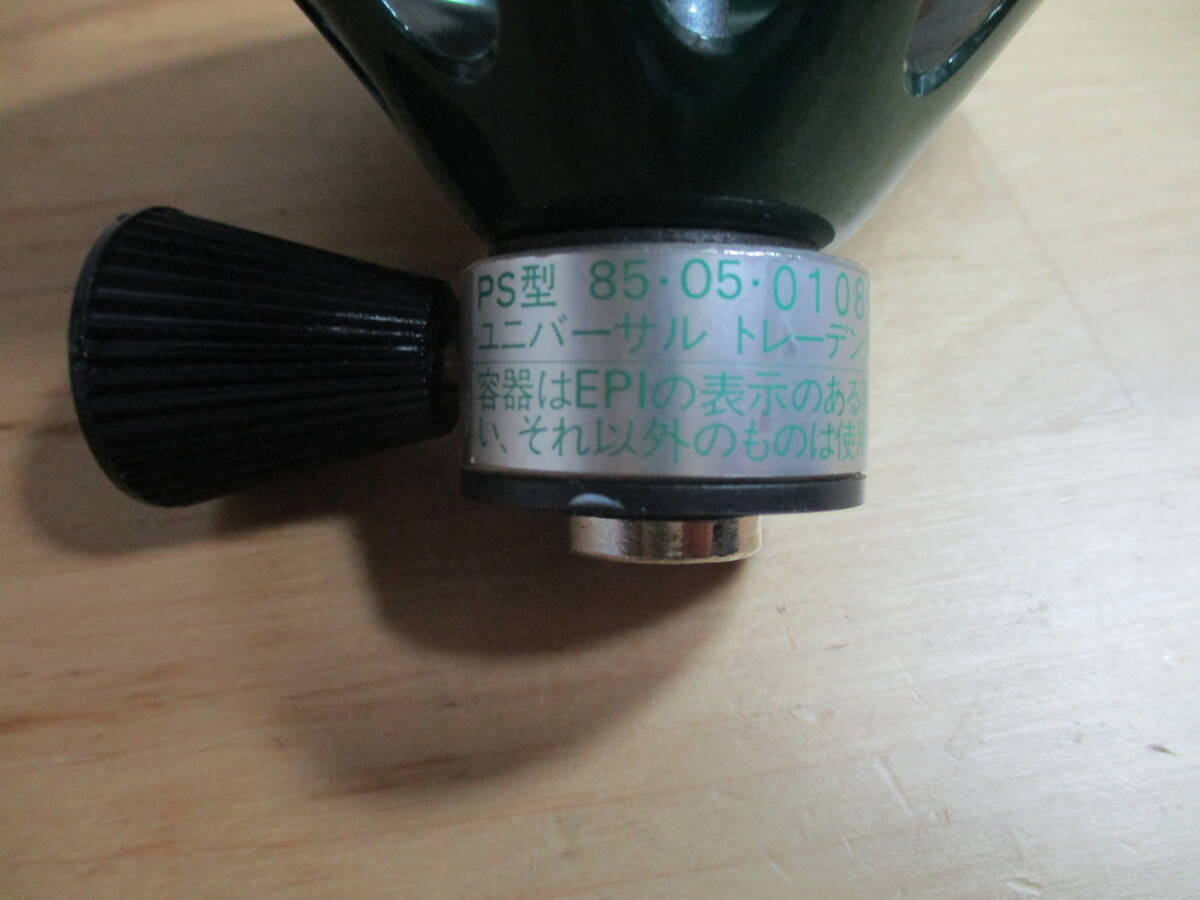 PS型 85・05・0108
ユニバーサル トレーデン
容器はEPIの表示のある
い、それ以外のものは使用